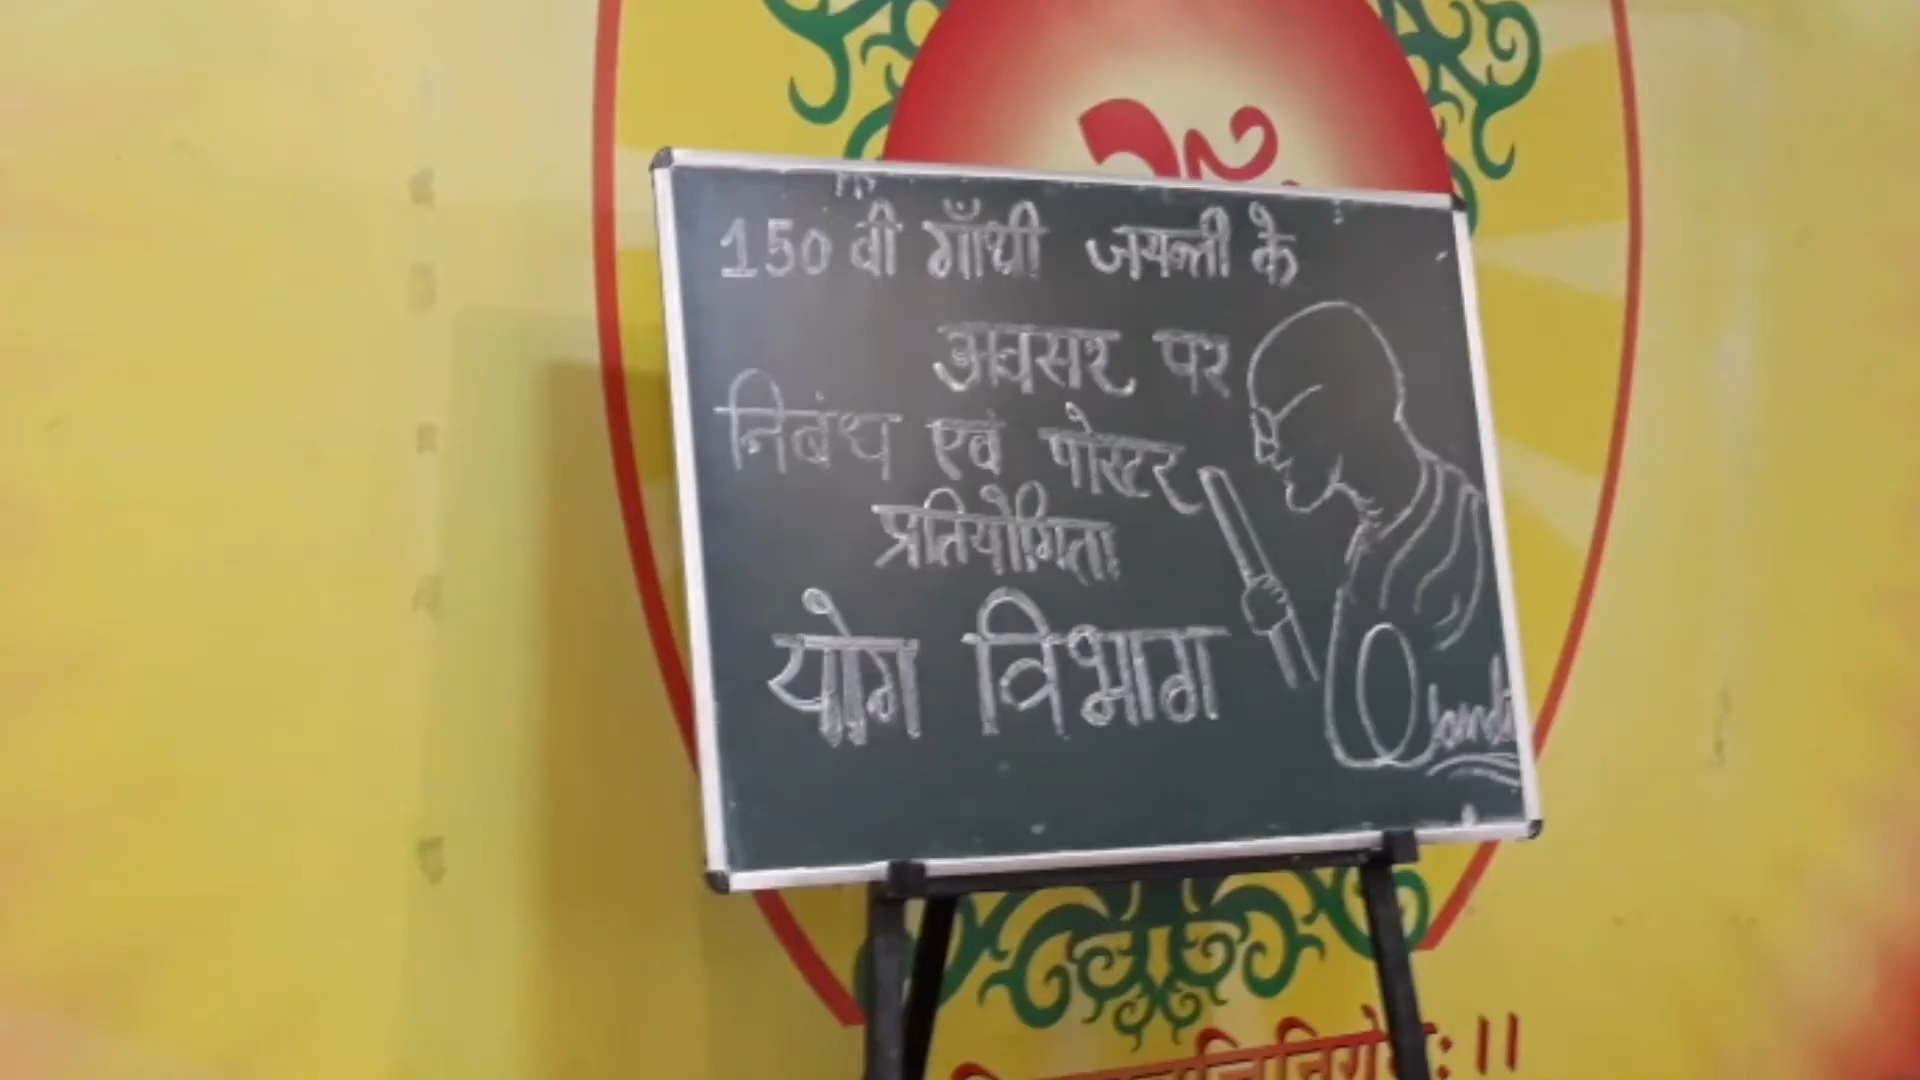 150 वी गाँधी जयन्ती के
अवसर पर
निबंध एवं पोस्टर
प्रतियोगिता
योग विभाग